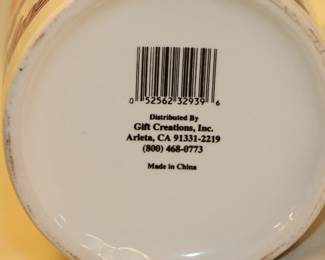 0 52562 32939 6
Distributed By
Gift Creations, Inc.
Arleta, CA 91331-2219
(800) 468-0773
Made in China